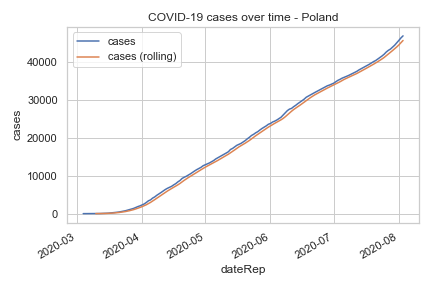 COVID-19 cases over time - Poland
cases
cases (rolling)
40000
30000
20000
10000
0
cases
2020-03
2020-04
2020-05
2020-06
2020-07
2020-08
dateRep